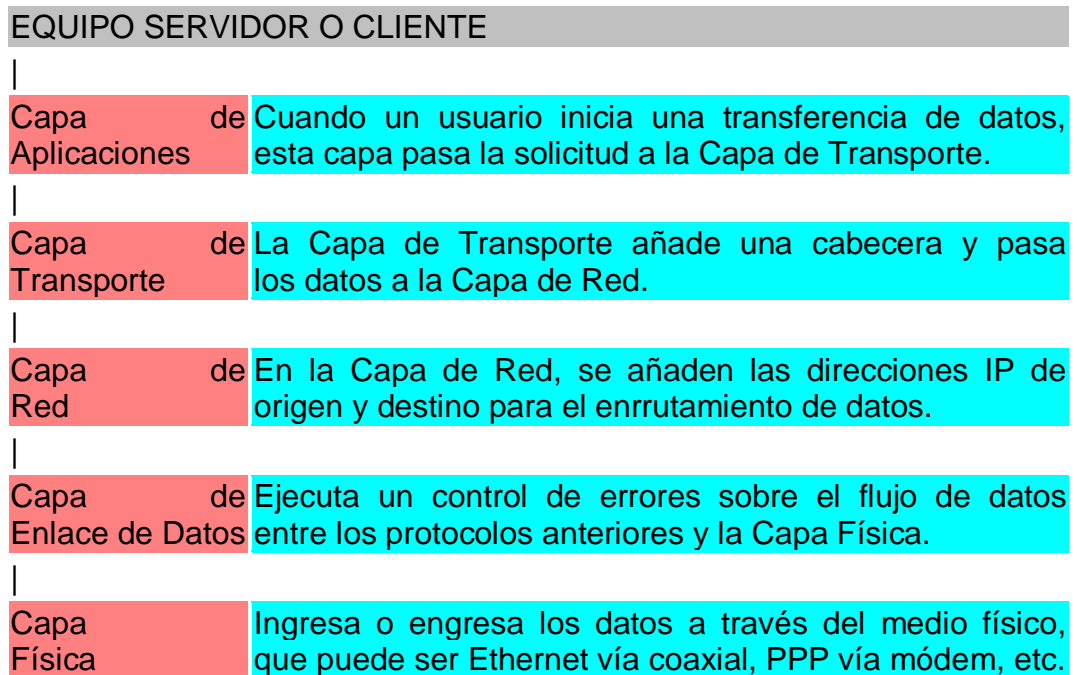 EQUIPO SERVIDOR O CLIENTE
|
Capa de Cuando un usuario inicia una transferencia de datos,
Aplicaciones esta capa pasa la solicitud a la Capa de Transporte.
|
Capa de La Capa de Transporte añade una cabecera y pasa
Transporte los datos a la Capa de Red.
|
Capa de En la Capa de Red, se añaden las direcciones IP de
Red origen y destino para el enrrutamiento de datos.
|
Capa de Ejecuta un control de errores sobre el flujo de datos
Enlace de Datos entre los protocolos anteriores y la Capa Física.
|
Capa Ingresa o engresa los datos a través del medio físico,
Física que puede ser Ethernet vía coaxial, PPP vía módem, etc.